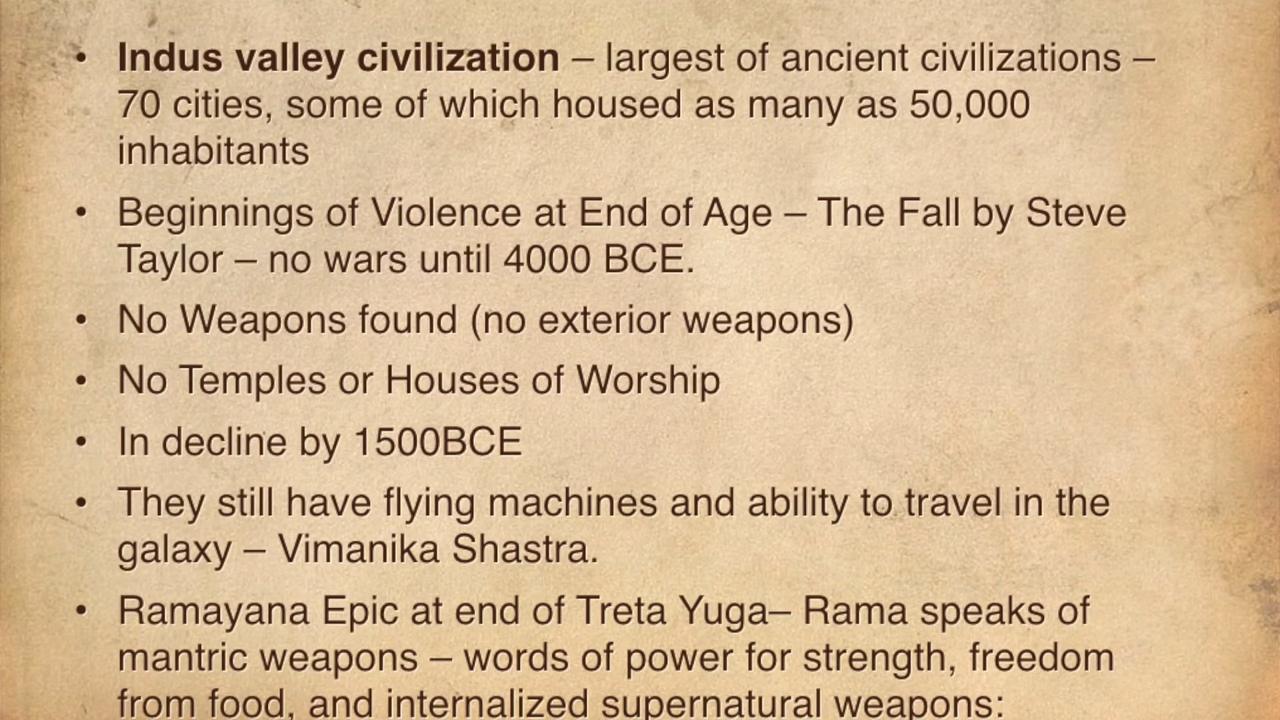 • Indus valley civilization – largest of ancient civilizations –
70 cities, some of which housed as many as 50,000
inhabitants
• Beginnings of Violence at End of Age – The Fall by Steve
Taylor – no wars until 4000 BCE.
• No Weapons found (no exterior weapons)
• No Temples or Houses of Worship
• In decline by 1500BCE
• They still have flying machines and ability to travel in the
galaxy – Vimanika Shastra.
• Ramayana Epic at end of Treta Yuga– Rama speaks of
mantric weapons – words of power for strength, freedom
from food, and internalized supernatural weapons: